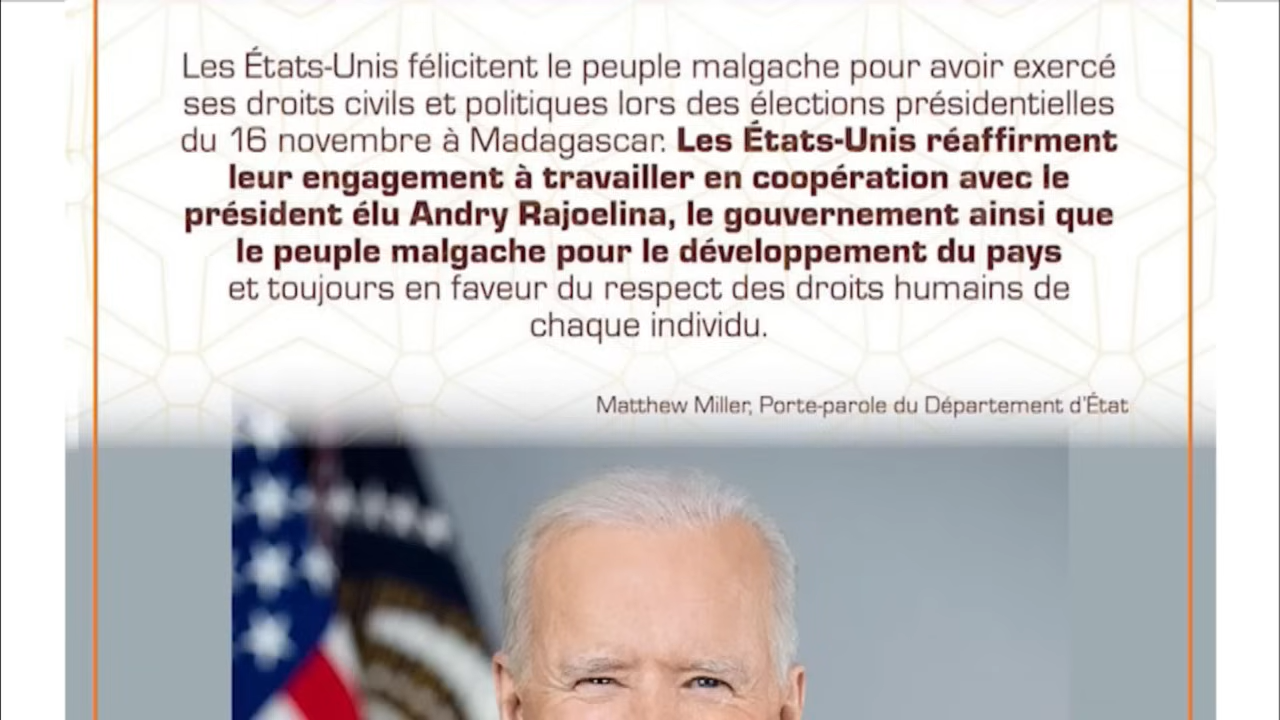 Les États-Unis félicitent le peuple malgache pour avoir exercé
ses droits civils et politiques lors des élections présidentielles
du 16 novembre à Madagascar. Les États-Unis réaffirment
leur engagement à travailler en coopération avec le
président élu Andry Rajoelina, le gouvernement ainsi que
le peuple malgache pour le développement du pays
et toujours en faveur du respect des droits humains de
chaque individu.
Matthew Miller, Porte-parole du Département d'État